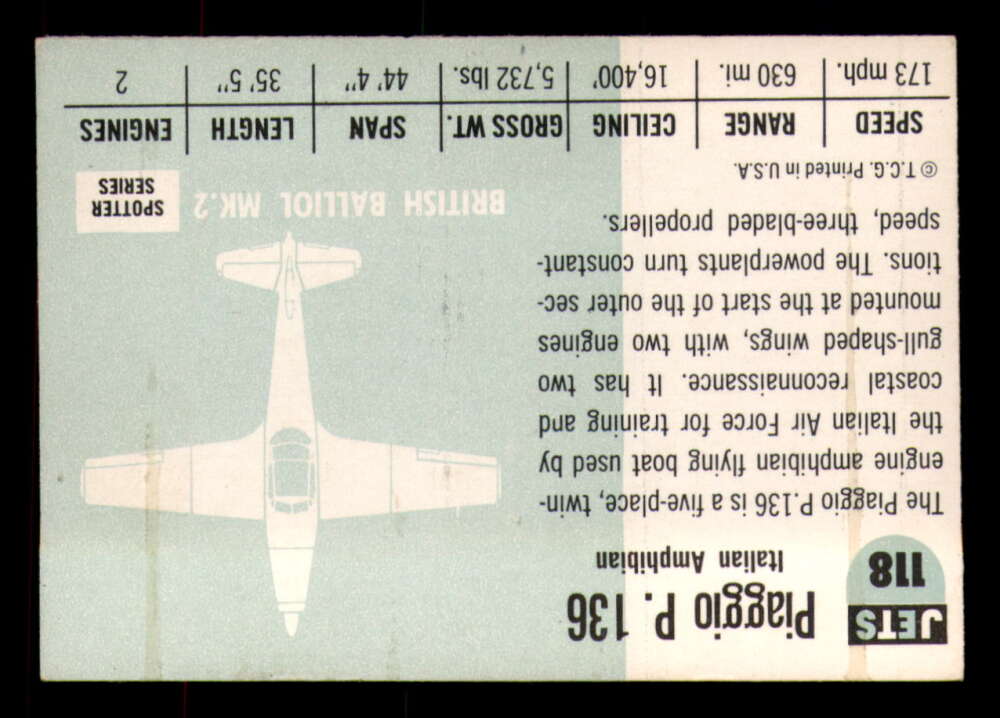 JETS
118
Piaggio P. 136
Italian Amphibian
The Piaggio P.136 is a five-place, twin-
engine amphibian flying boat used by
the Italian Air Force for training and
coastal reconnaissance. It has two
gull-shaped wings, with two engines
mounted at the start of the outer sec-
tions. The powerplants turn constant-
speed, three-bladed propellers.
© T.C.G. Printed in U.S.A.
BRITISH BALLIOL MK.2
SPOTTER
SERIES
SPEED RANGE CEILING GROSS WT. SPAN LENGTH ENGINES
173 mph. 630 mi. 16,400' 5,732 lbs. 44' 4" 35' 5" 2